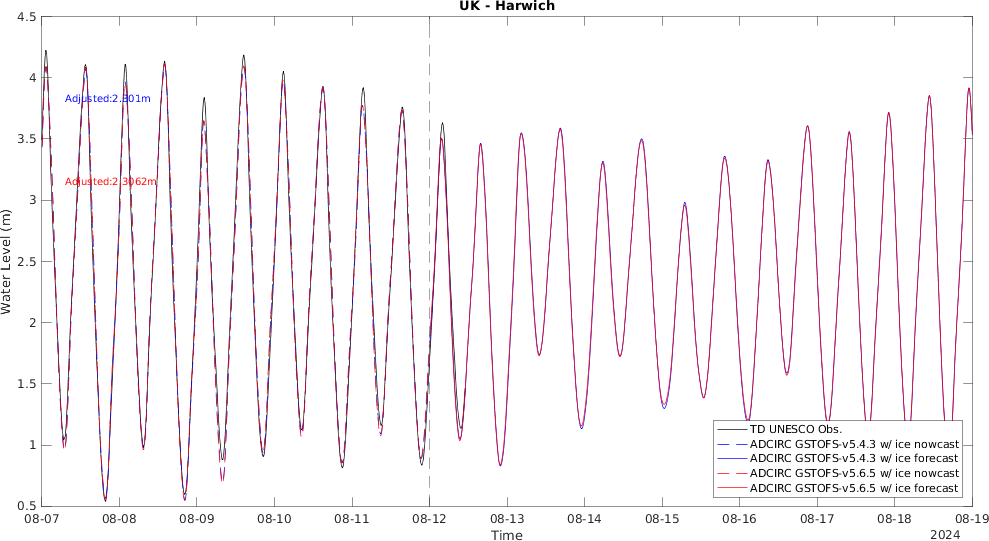 UK - Harwich
4.5
4
3.5
3
2.5
2
1.5
1
0.5
Water Level (m)
Adjusted:2.301m
Adjusted:2.3062m
TD UNESCO Obs.
ADCIRC GSTOFS-v5.4.3 w/ ice nowcast
ADCIRC GSTOFS-v5.4.3 w/ ice forecast
ADCIRC GSTOFS-v5.6.5 w/ ice nowcast
ADCIRC GSTOFS-v5.6.5 w/ ice forecast
08-07 08-08 08-09 08-10 08-11 08-12 08-13 08-14 08-15 08-16 08-17 08-18 08-19
Time
2024